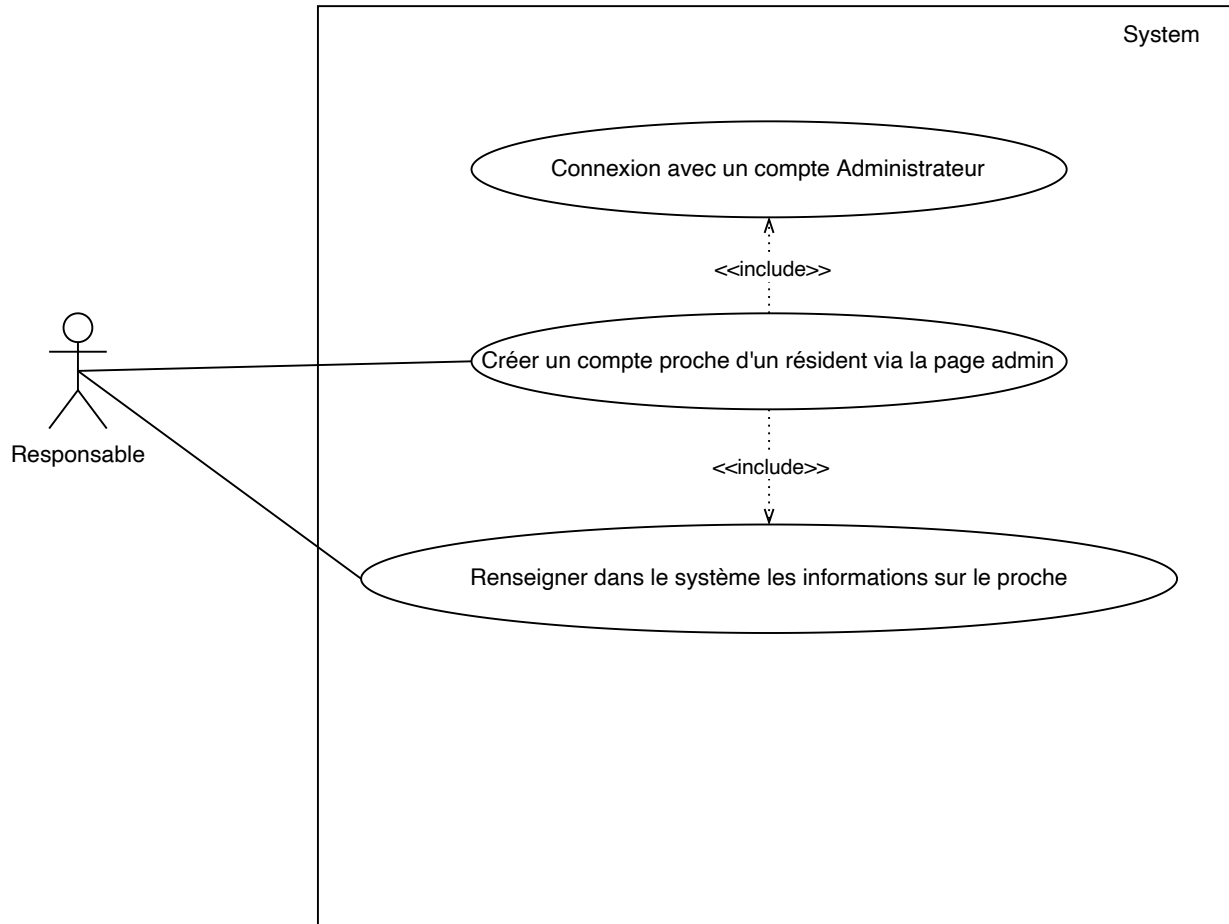 System
Connexion avec un compte Administrateur
<<include>>
Créer un compte proche d'un résident via la page admin
Responsable
<<include>>
Renseigner dans le système les informations sur le proche